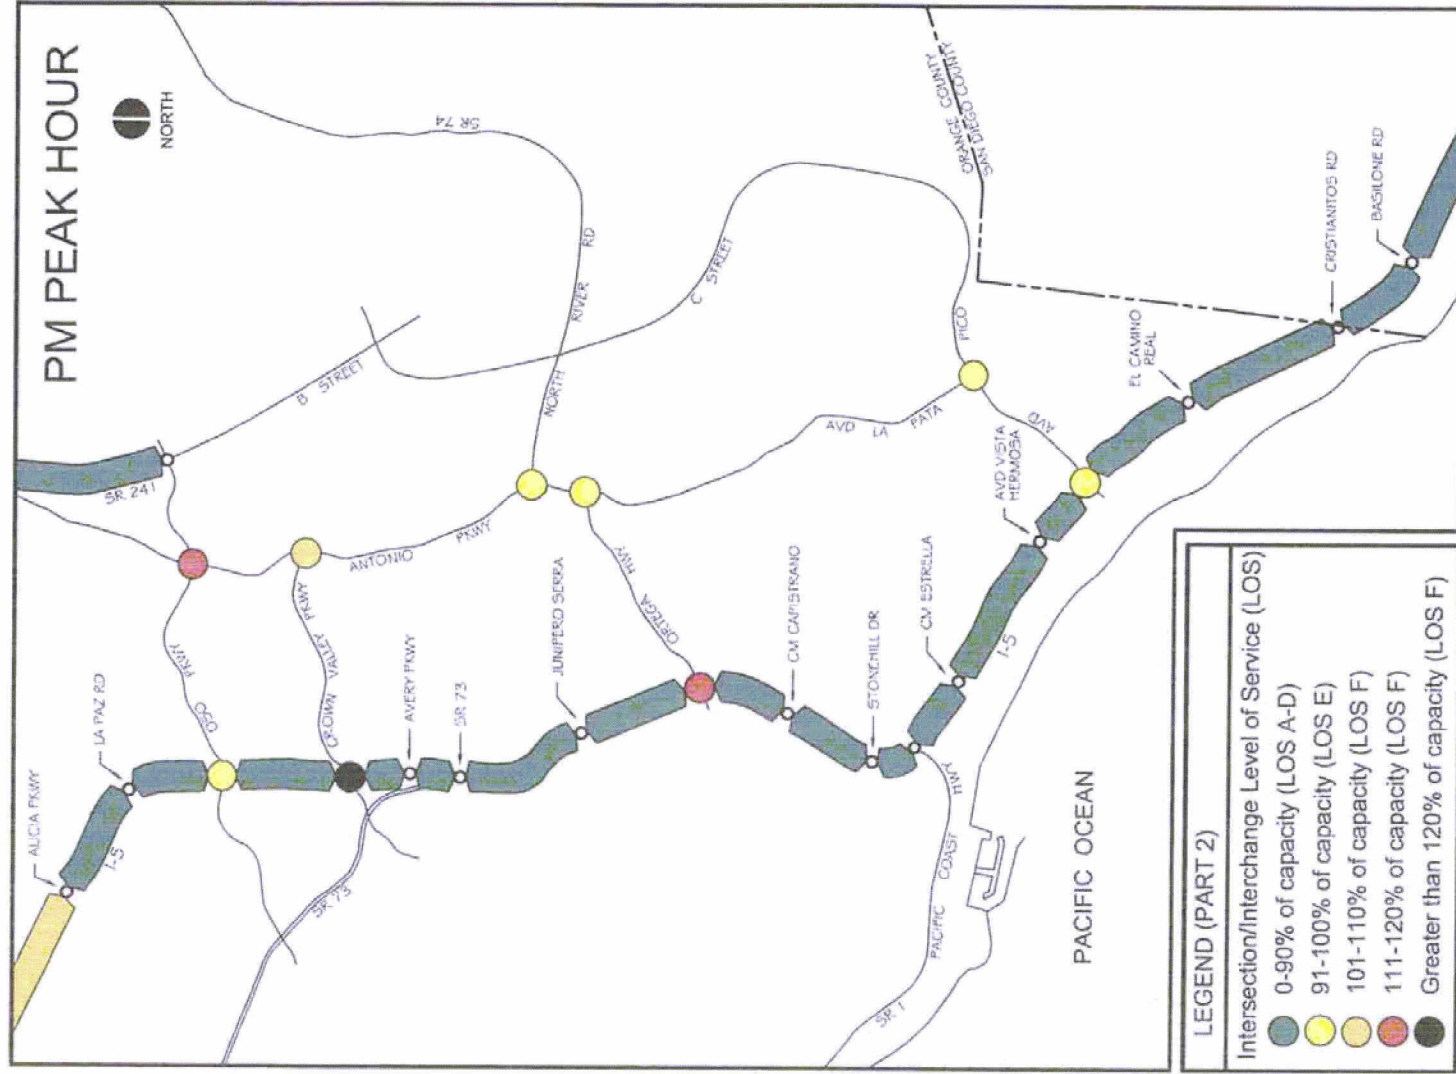 PM PEAK HOUR
NORTH
SR 74
ORANGE COUNTY
SAN DIEGO COUNTY
B STREET
SR 241
NORTH RIVER RD
C STREET
PICO
AVD
AVD LA PATA
ANTONIO PKWY
OSO PKWY
CROWN VALLEY PKWY
ORTEGA HWY
ALICIA PKWY
LA PAZ RD
I-5
AVERY PKWY
SR 73
SR 73
JUNIPERO SERRA
CM CAPISTRANO
STONEHILL DR
CM ESTRELLA
I-5
AVD VISTA
HERMOSA
EL CAMINO
REAL
CRISTIANITOS RD
BASILONE RD
PACIFIC COAST HWY
SR 1
PACIFIC OCEAN
LEGEND (PART 2)
Intersection/Interchange Level of Service (LOS)
0-90% of capacity (LOS A-D)
91-100% of capacity (LOS E)
101-110% of capacity (LOS F)
111-120% of capacity (LOS F)
Greater than 120% of capacity (LOS F)